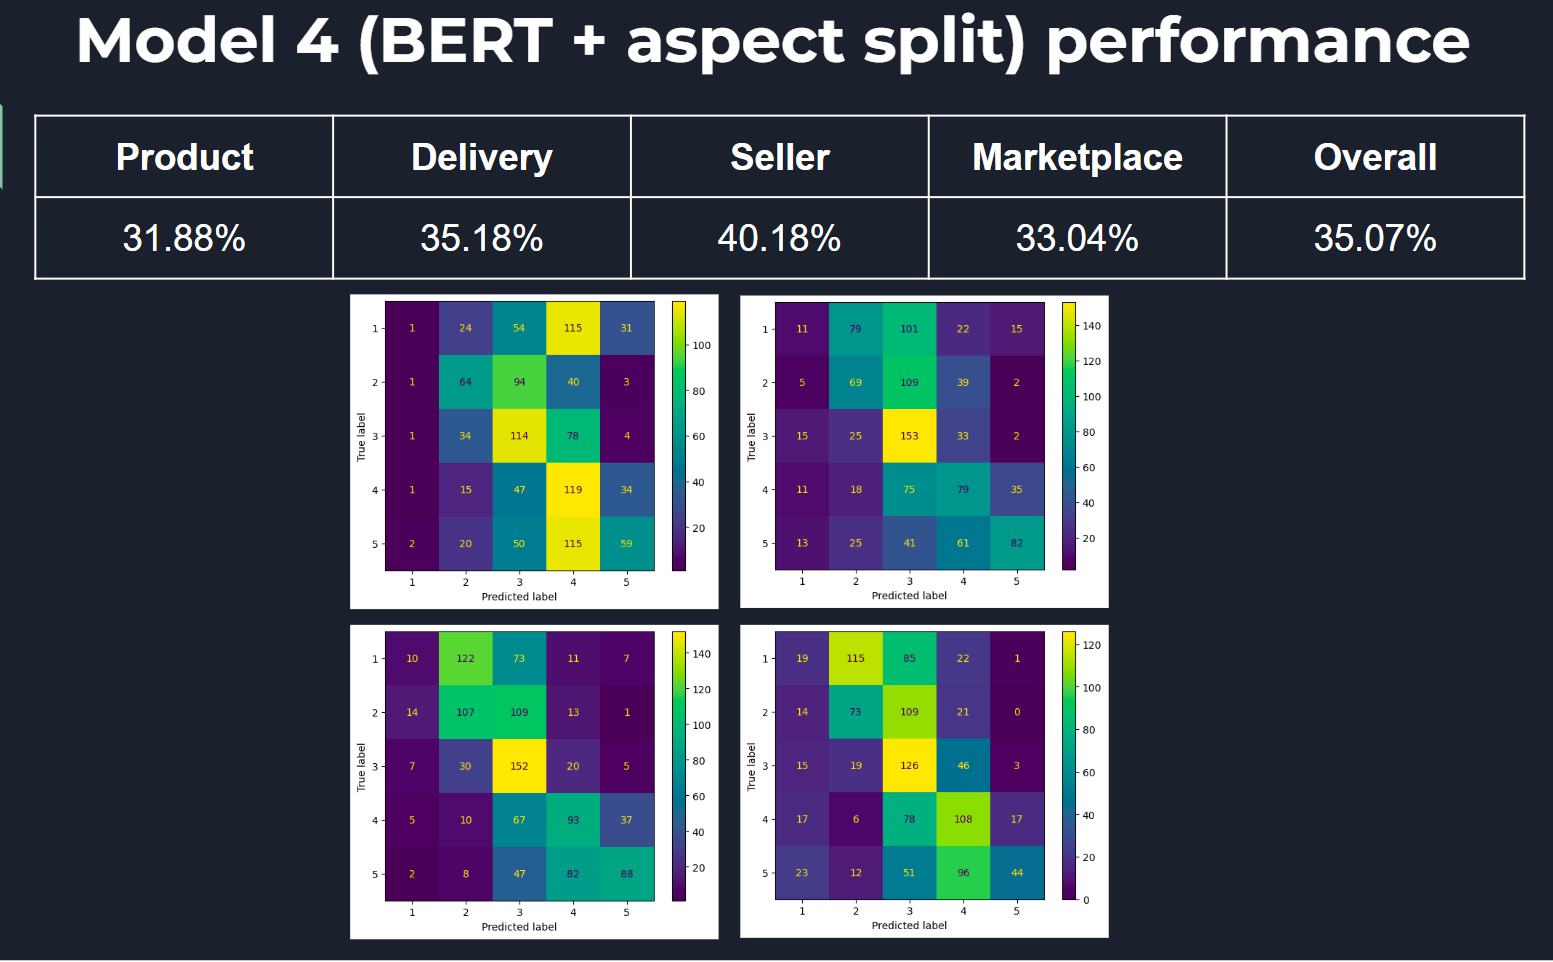 Model 4 (BERT + aspect split) performance
Product Delivery Seller Marketplace Overall
31.88% 35.18% 40.18% 33.04% 35.07%
True label
1 1 24 54 115 31
2 1 64 94 40 3
3 1 34 114 78 4
4 1 15 47 119 34
5 2 20 50 115 59
1 2 3 4 5
Predicted label
100
80
60
40
20
True label
1 11 79 101 22 15
2 5 69 109 39 2
3 15 25 153 33 2
4 11 18 75 79 35
5 13 25 41 61 82
1 2 3 4 5
Predicted label
140
120
100
80
60
40
20
True label
1 10 122 73 11 7
2 14 107 109 13 1
3 7 30 152 20 5
4 5 10 67 93 37
5 2 8 47 82 88
1 2 3 4 5
Predicted label
140
120
100
80
60
40
20
True label
1 19 115 85 22 1
2 14 73 109 21 0
3 15 19 126 46 3
4 17 6 78 108 17
5 23 12 51 96 44
1 2 3 4 5
Predicted label
120
100
80
60
40
20
0